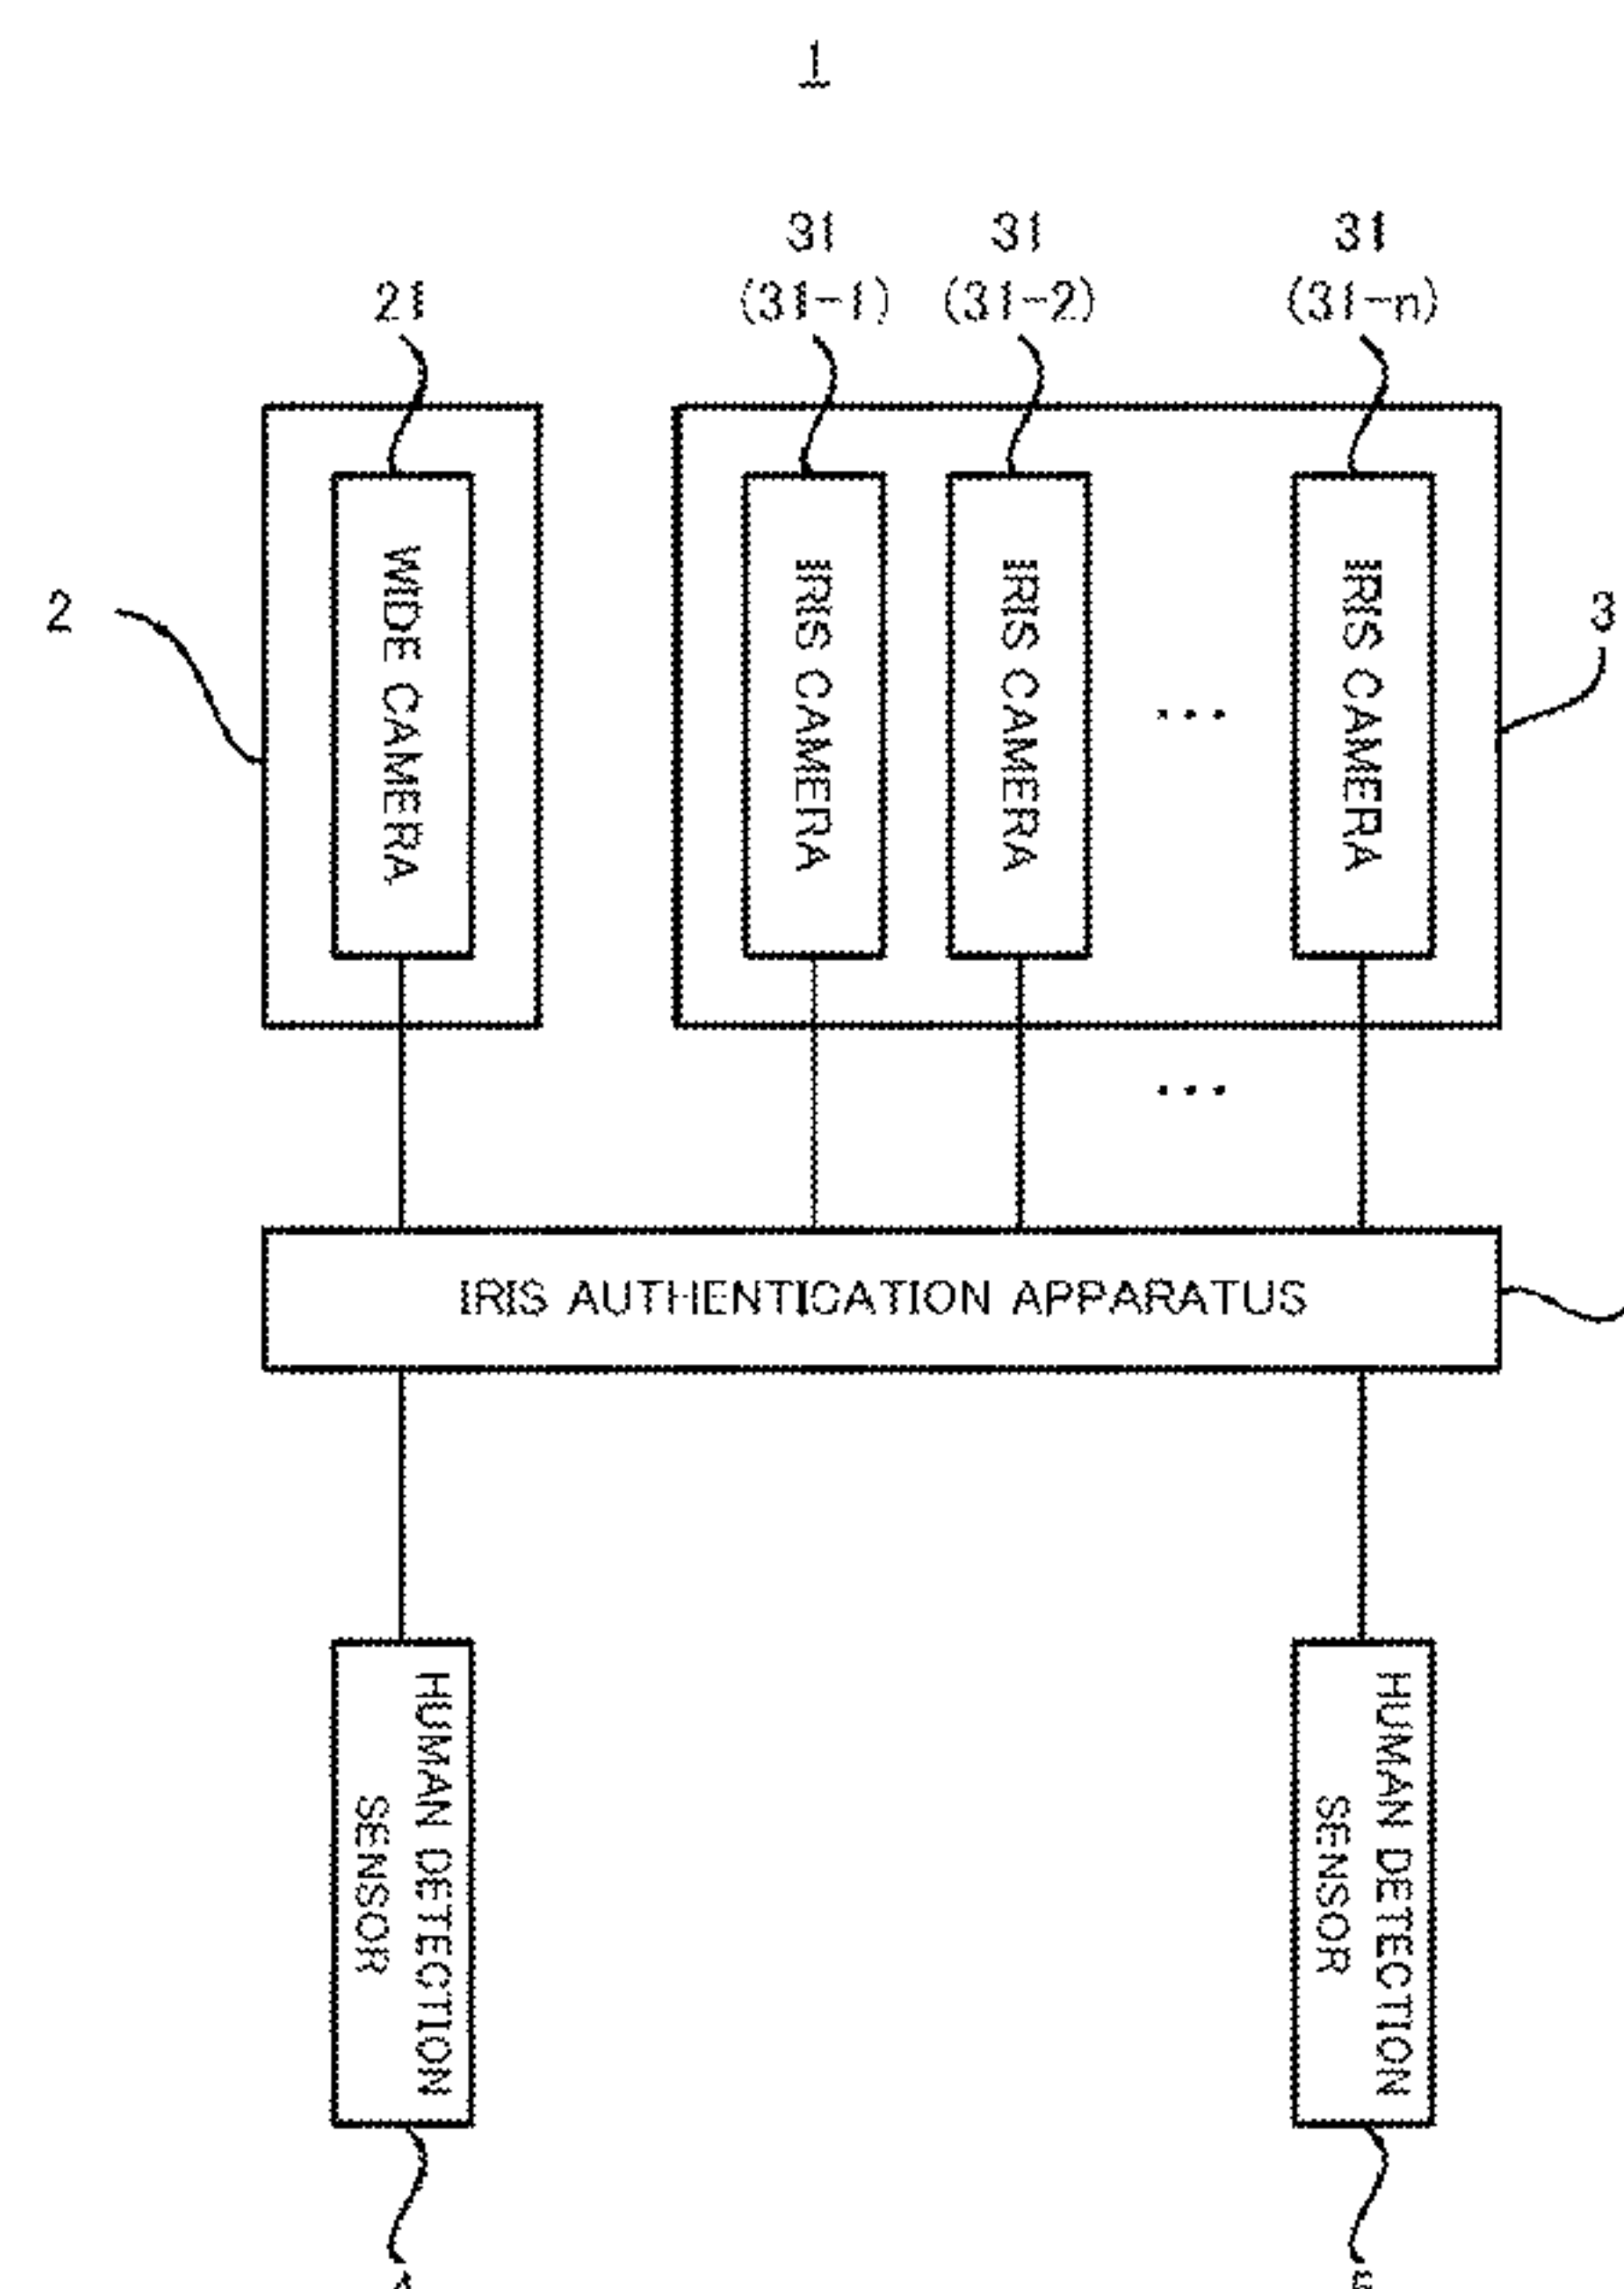 1
31 31 31
21 (31-1) (31-2) (31-n)
2
WIDE CAMERA
IRIS CAMERA
IRIS CAMERA
...
IRIS CAMERA
3
...
IRIS AUTHENTICATION APPARATUS
HUMAN DETECTION
SENSOR
HUMAN DETECTION
SENSOR